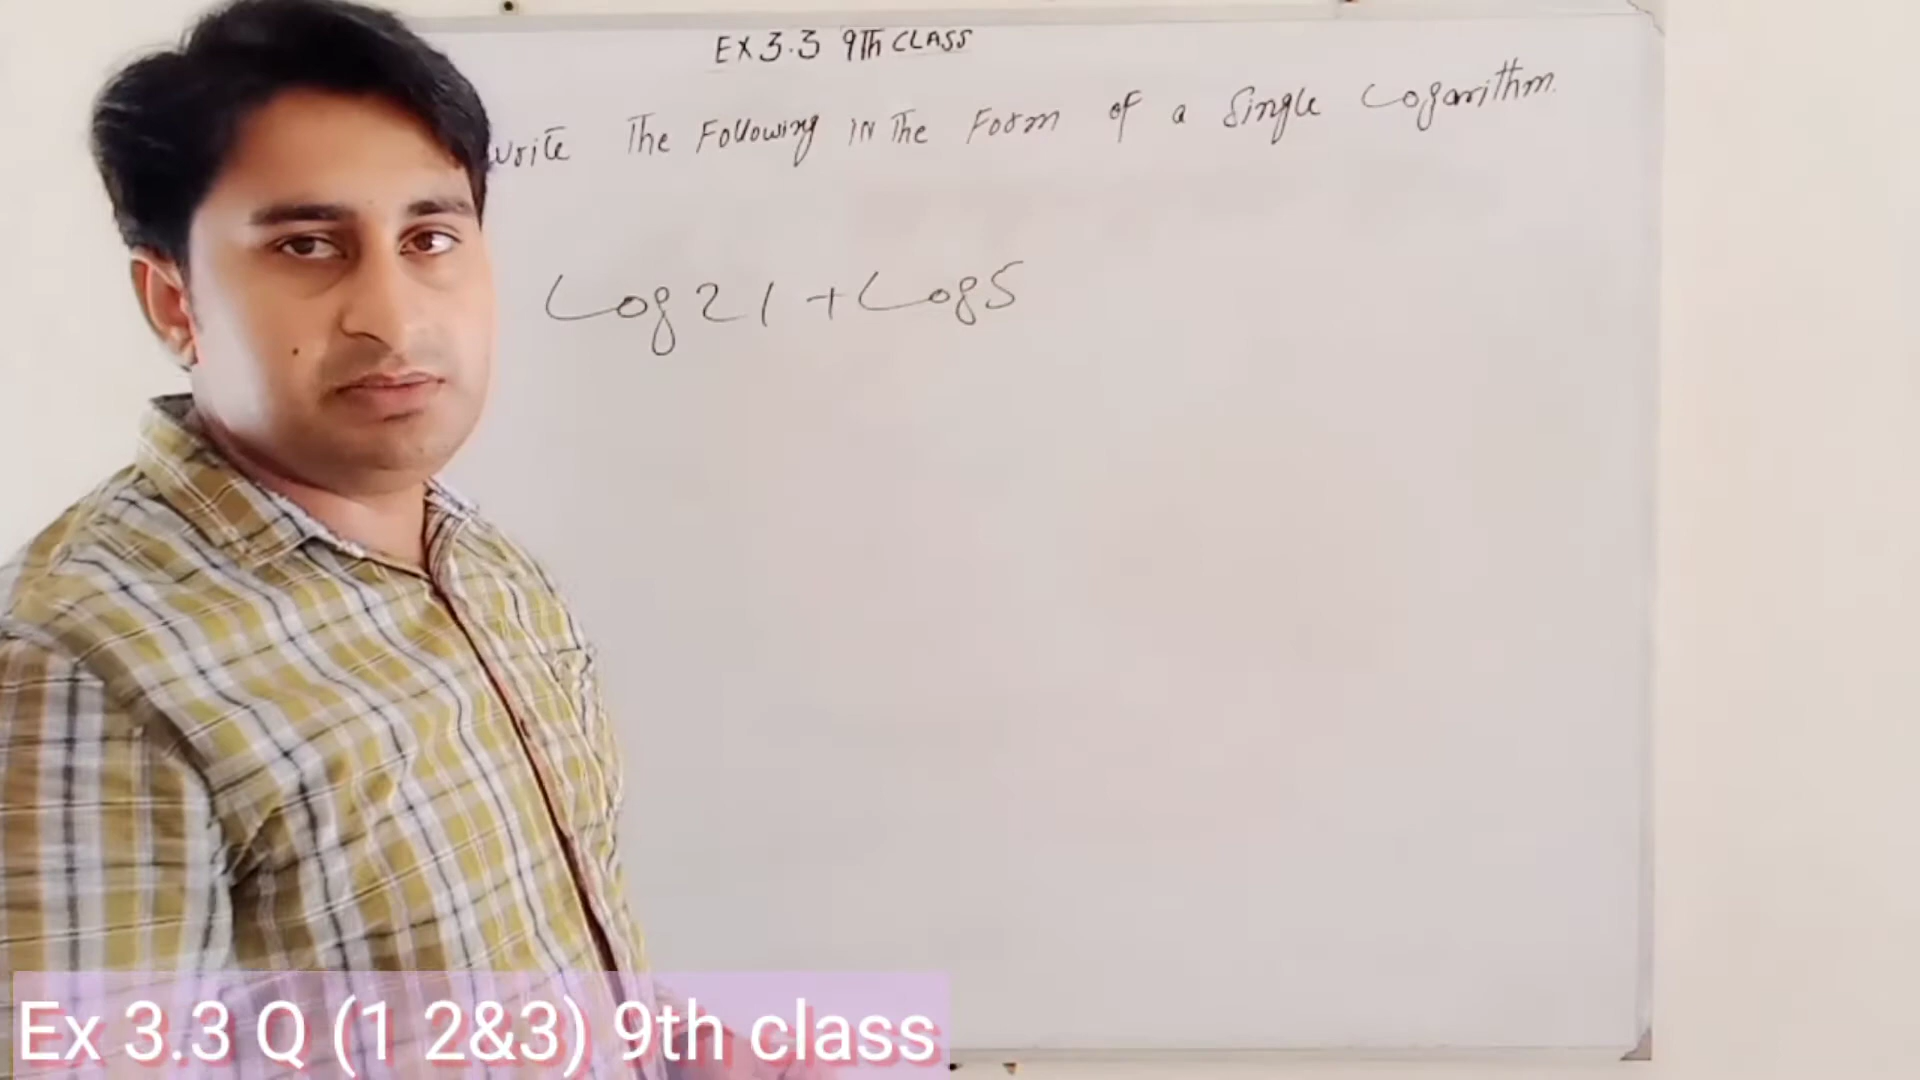 EX 3.3 9TH CLASS
Write The Following IN The Form of a Single Logarithm.
Log 21 + Log 5
Ex 3.3 Q (1 2&3) 9th class